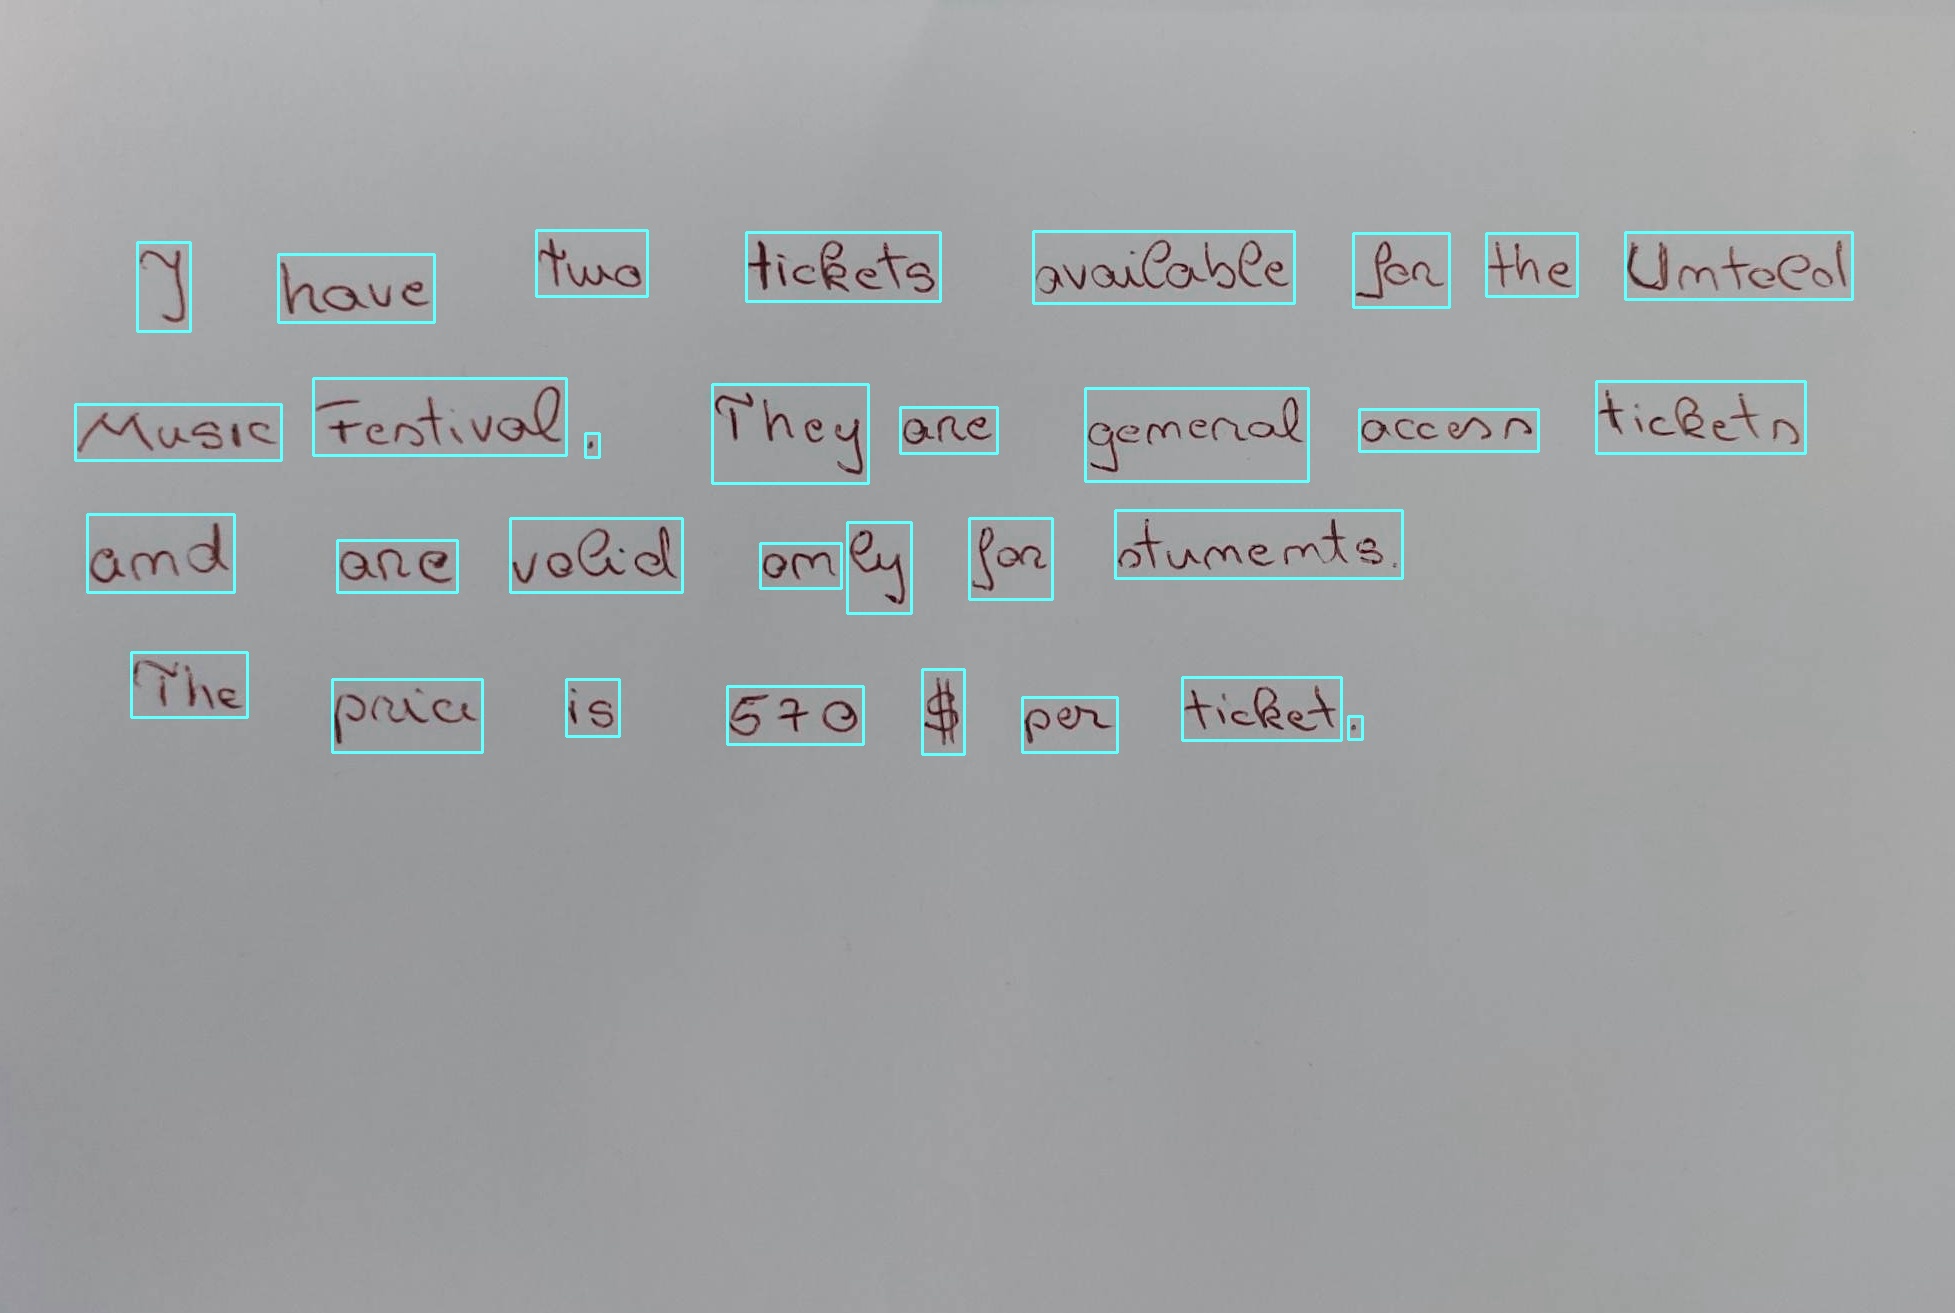 I have two tickets available for the Untold
Music Festival. They are general access tickets
and are valid only for stuments.
The price is 570 $ per ticket.